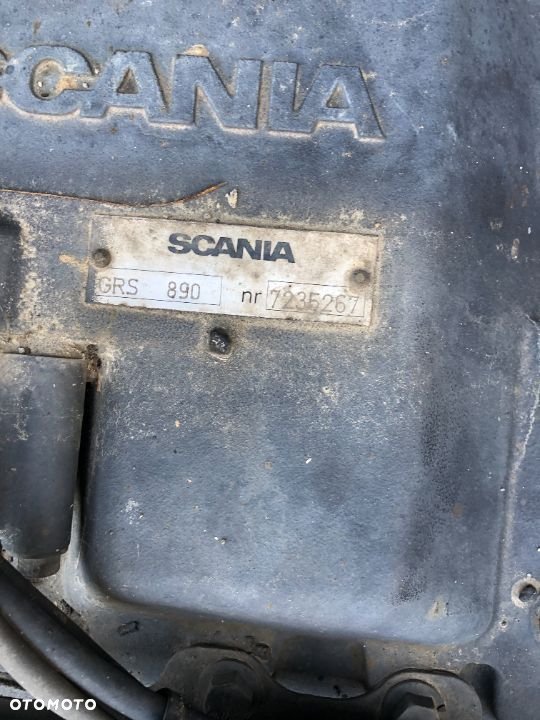 SCANIA
SCANIA
GRS 890 nr 7235267
OTOMOTO